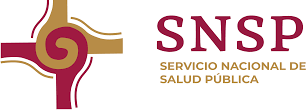 SNSP
SERVICIO NACIONAL DE
SALUD PÚBLICA